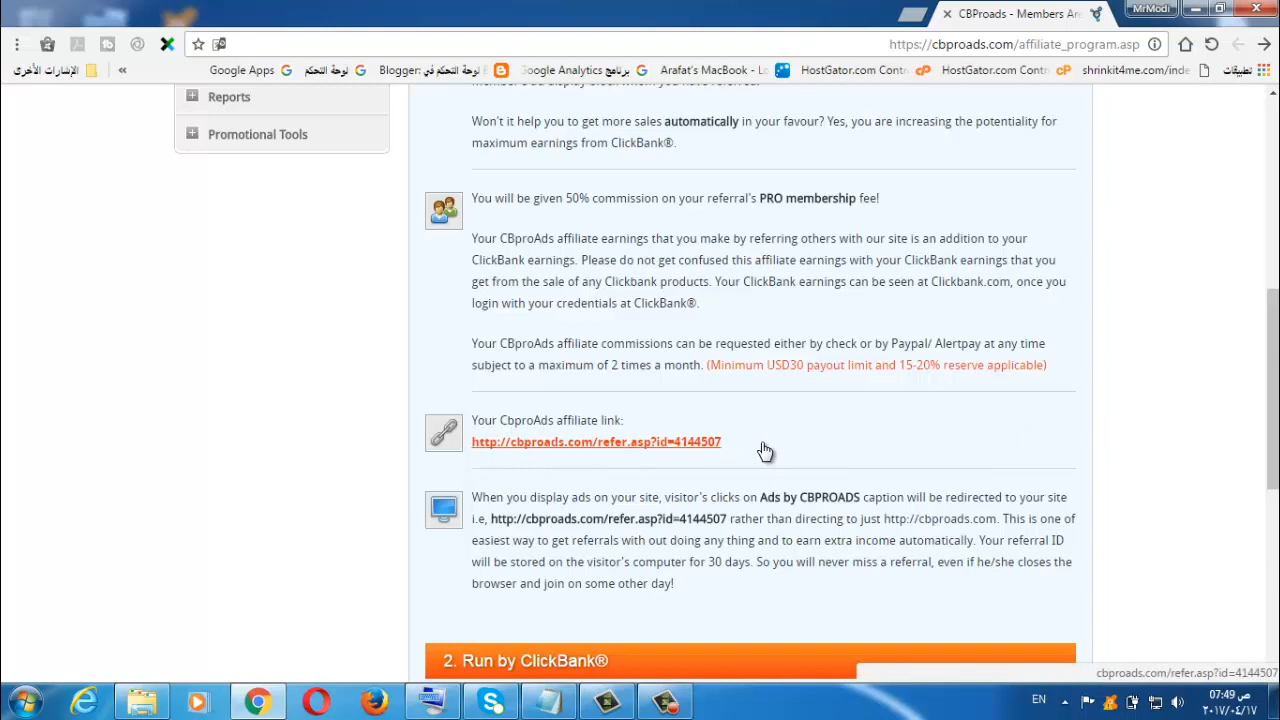 CBProads - Members Are
MrModi
https://cbproads.com/affiliate_program.asp
الإشارات الأخرى
«
Google Apps
لوحة التحكم
Blogger: لوحة التحكم في
برنامج Google Analytics
Arafat's MacBook - Lo
HostGator.com Contr
HostGator.com Contr
shrinkit4me.com/inde
تطبيقات
Reports
Promotional Tools
Won't it help you to get more sales automatically in your favour? Yes, you are increasing the potentiality for
maximum earnings from ClickBank®.
You will be given 50% commission on your referral's PRO membership fee!
Your CBproAds affiliate earnings that you make by referring others with our site is an addition to your
ClickBank earnings. Please do not get confused this affiliate earnings with your ClickBank earnings that you
get from the sale of any Clickbank products. Your ClickBank earnings can be seen at Clickbank.com, once you
login with your credentials at ClickBank®.
Your CBproAds affiliate commissions can be requested either by check or by Paypal/ Alertpay at any time
subject to a maximum of 2 times a month. (Minimum USD30 payout limit and 15-20% reserve applicable)
Your CbproAds affiliate link:
http://cbproads.com/refer.asp?id=4144507
When you display ads on your site, visitor's clicks on Ads by CBPROADS caption will be redirected to your site
i.e, http://cbproads.com/refer.asp?id=4144507 rather than directing to just http://cbproads.com. This is one of
easiest way to get referrals with out doing any thing and to earn extra income automatically. Your referral ID
will be stored on the visitor's computer for 30 days. So you will never miss a referral, even if he/she closes the
browser and join on some other day!
2. Run by ClickBank®
cbproads.com/refer.asp?id=4144507
EN
07:49 ص
٢٠١٧/٠٤/١٧